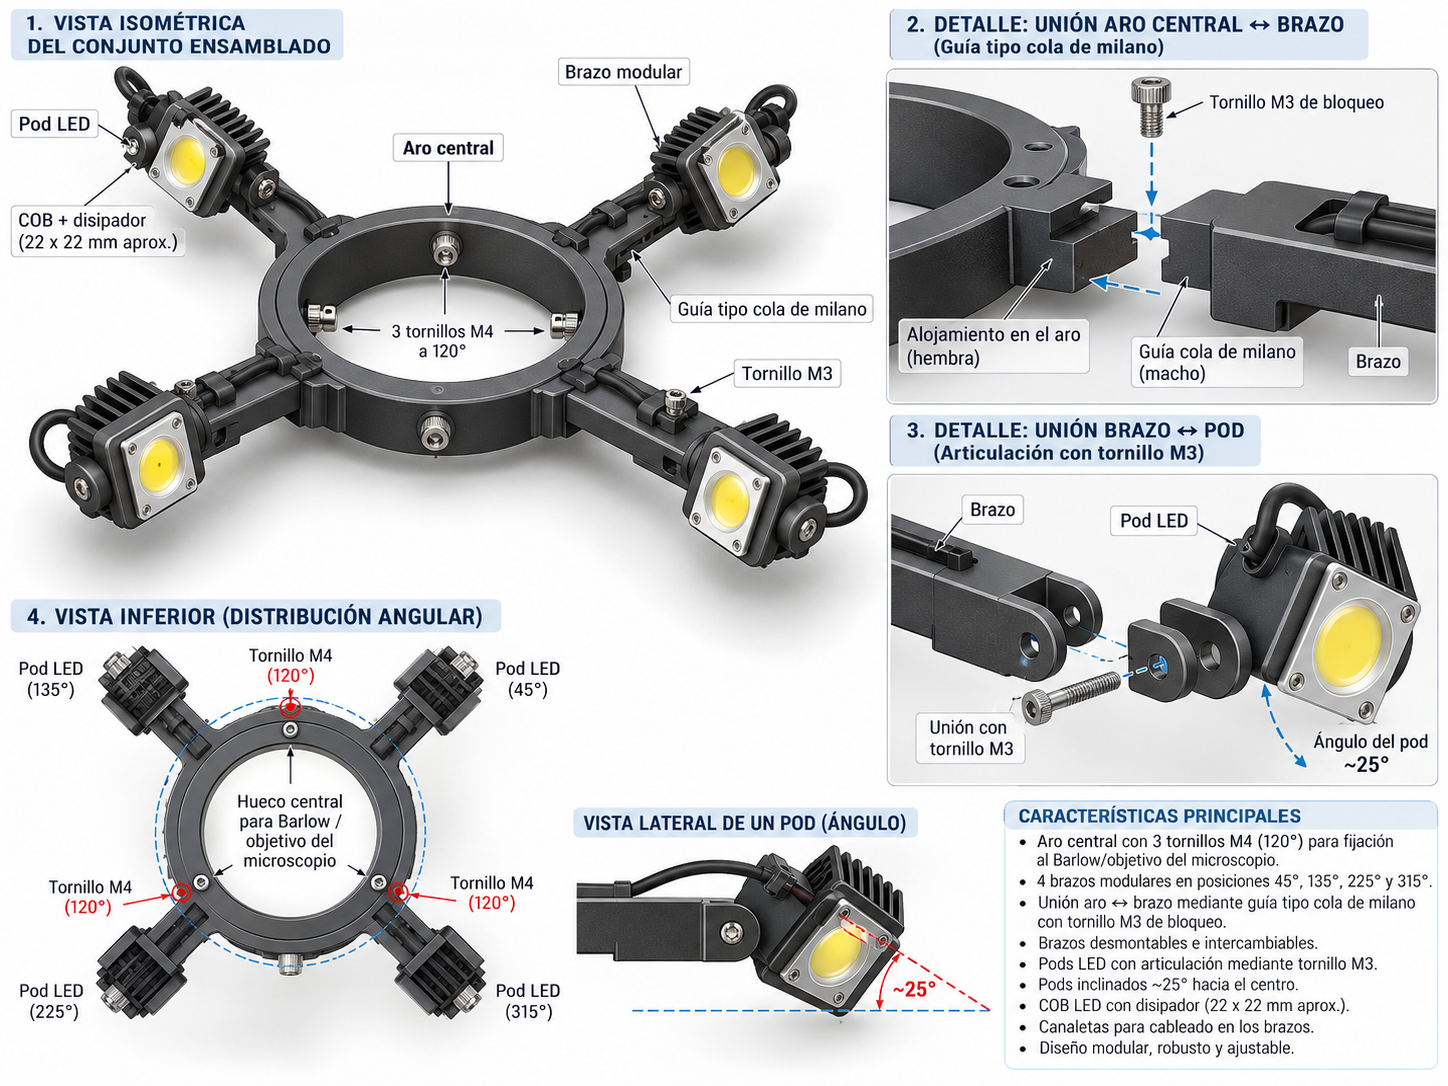 1. VISTA ISOMÉTRICA
DEL CONJUNTO ENSAMBLADO
Pod LED
COB + disipador
(22 x 22 mm aprox.)
Aro central
Brazo modular
Guía tipo cola de milano
3 tornillos M4
a 120°
Tornillo M3
2. DETALLE: UNIÓN ARO CENTRAL ↔ BRAZO
(Guía tipo cola de milano)
Tornillo M3 de bloqueo
Alojamiento en el aro
(hembra)
Guía cola de milano
(macho)
Brazo
3. DETALLE: UNIÓN BRAZO ↔ POD
(Articulación con tornillo M3)
Brazo
Pod LED
Unión con
tornillo M3
Ángulo del pod
~25°
4. VISTA INFERIOR (DISTRIBUCIÓN ANGULAR)
Pod LED
(135°)
Tornillo M4
(120°)
Pod LED
(45°)
Hueco central
para Barlow /
objetivo del
microscopio
Tornillo M4
(120°)
Tornillo M4
(120°)
Pod LED
(225°)
Pod LED
(315°)
VISTA LATERAL DE UN POD (ÁNGULO)
~25°
CARACTERÍSTICAS PRINCIPALES
• Aro central con 3 tornillos M4 (120°) para fijación
al Barlow/objetivo del microscopio.
• 4 brazos modulares en posiciones 45°, 135°, 225° y 315°.
• Unión aro ↔ brazo mediante guía tipo cola de milano
con tornillo M3 de bloqueo.
• Brazos desmontables e intercambiables.
• Pods LED con articulación mediante tornillo M3.
• Pods inclinados ~25° hacia el centro.
• COB LED con disipador (22 x 22 mm aprox.).
• Canaletas para cableado en los brazos.
• Diseño modular, robusto y ajustable.